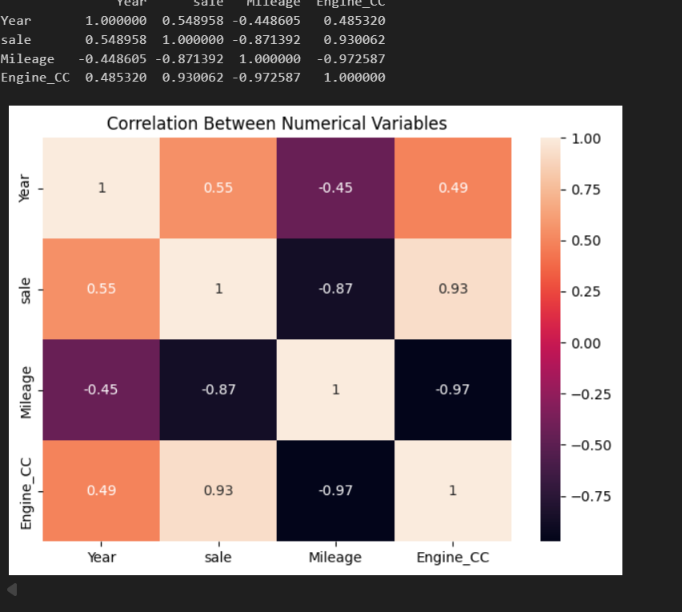 Year sale Mileage Engine_CC
Year 1.000000 0.548958 -0.448605 0.485320
sale 0.548958 1.000000 -0.871392 0.930062
Mileage -0.448605 -0.871392 1.000000 -0.972587
Engine_CC 0.485320 0.930062 -0.972587 1.000000
Correlation Between Numerical Variables
Year 1 0.55 -0.45 0.49
sale 0.55 1 -0.87 0.93
Mileage -0.45 -0.87 1 -0.97
Engine_CC 0.49 0.93 -0.97 1
Year sale Mileage Engine_CC
1.00
0.75
0.50
0.25
0.00
−0.25
−0.50
−0.75